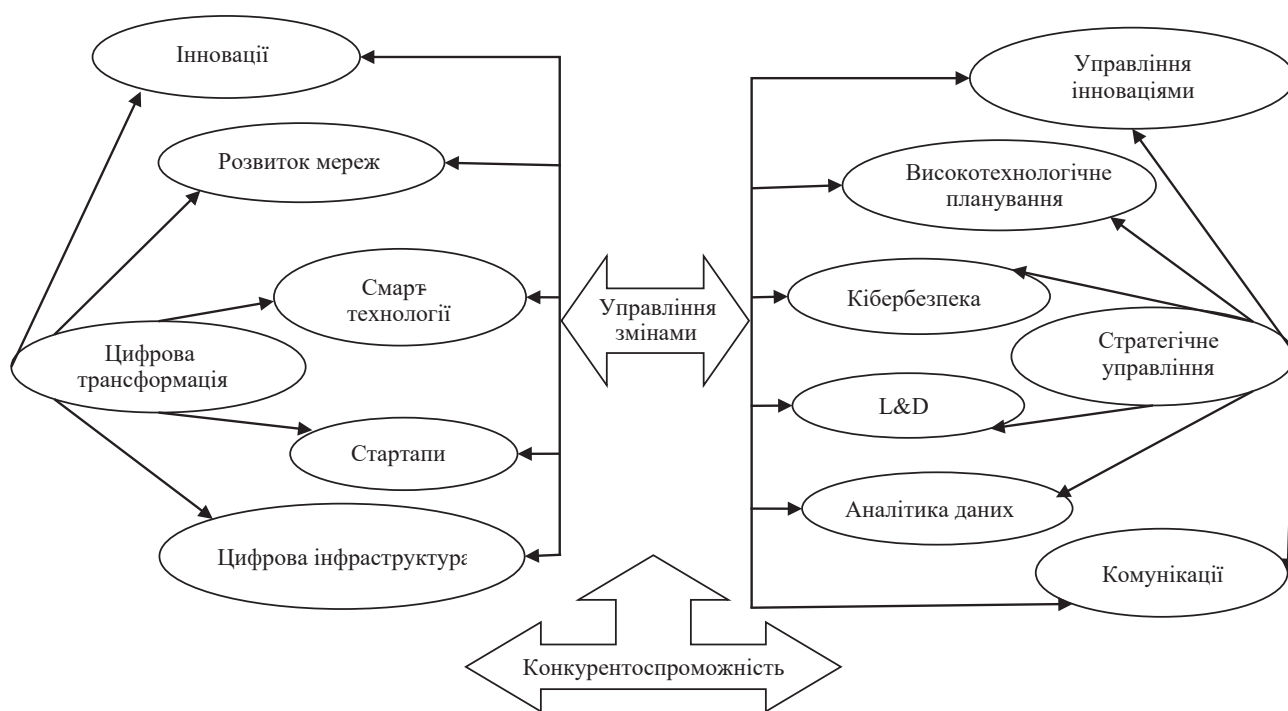 Інновації
Розвиток мереж
Смарт-
технології
Цифрова
трансформація
Стартапи
Цифрова інфраструктура
Управління
змінами
Конкурентоспроможність
Управління
інноваціями
Високотехнологічне
планування
Кібербезпека
Стратегічне
управління
L&D
Аналітика даних
Комунікації